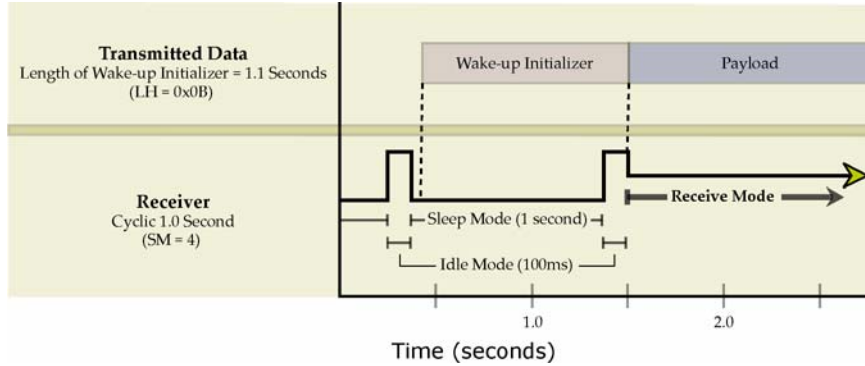 Transmitted Data
Length of Wake-up Initializer = 1.1 Seconds
(LH = 0x0B)
Wake-up Initializer
Payload
Receiver
Cyclic 1.0 Second
(SM = 4)
Receive Mode
Sleep Mode (1 second)
Idle Mode (100ms)
1.0
2.0
Time (seconds)